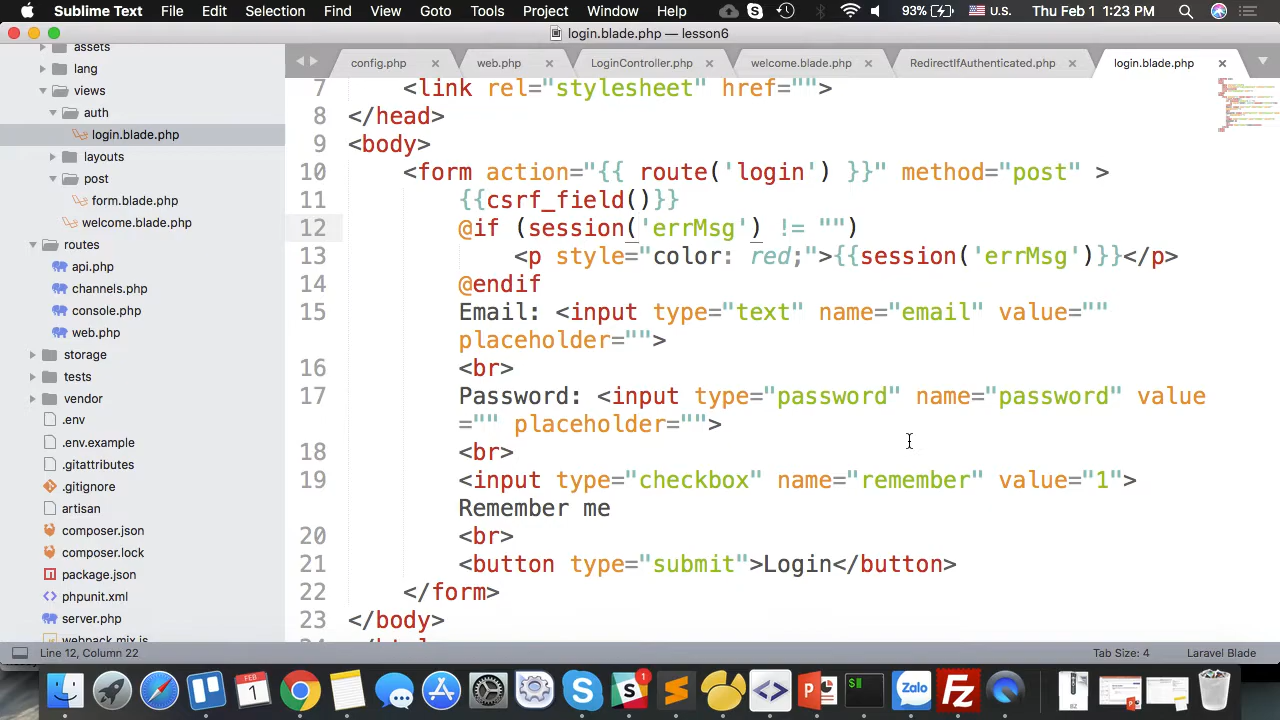 Sublime Text File Edit Selection Find View Goto Tools Project Window Help 93% U.S. Thu Feb 1 1:23 PM
login.blade.php — lesson6
config.php web.php LoginController.php welcome.blade.php RedirectIfAuthenticated.php login.blade.php
assets
lang
views
auth
login.blade.php
layouts
post
form.blade.php
welcome.blade.php
routes
api.php
channels.php
console.php
web.php
storage
tests
vendor
.env
.env.example
.gitattributes
.gitignore
artisan
composer.json
composer.lock
package.json
phpunit.xml
server.php
webpack.mix.js
7 <link rel="stylesheet" href="">
8 </head>
9 <body>
10 <form action="{{ route('login') }}" method="post" >
11 {{csrf_field()}}
12 @if (session('errMsg') != "")
13 <p style="color: red;">{{session('errMsg')}}</p>
14 @endif
15 Email: <input type="text" name="email" value=""
placeholder="">
16 <br>
17 Password: <input type="password" name="password" value
="" placeholder="">
18 <br>
19 <input type="checkbox" name="remember" value="1">
Remember me
20 <br>
21 <button type="submit">Login</button>
22 </form>
23 </body>
Line 12, Column 22 Tab Size: 4 Laravel Blade
FEB
1
1
$
Zalo